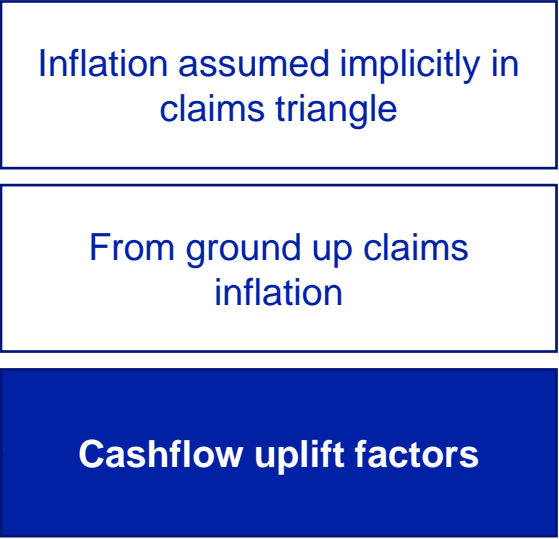 Inflation assumed implicitly in
claims triangle
From ground up claims
inflation
Cashflow uplift factors